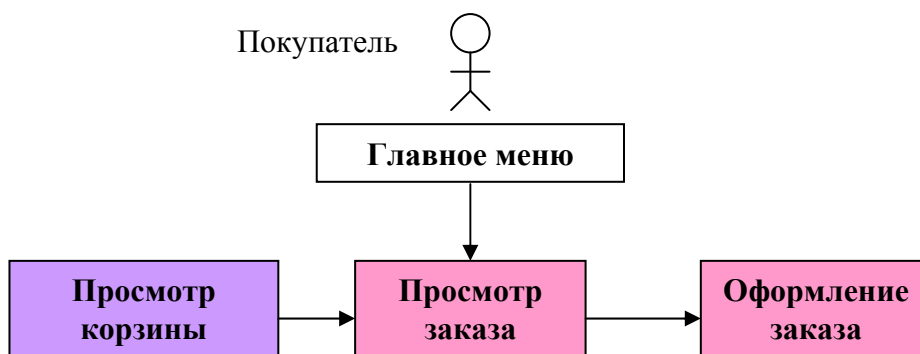 Покупатель
Главное меню
Просмотр
корзины
Просмотр
заказа
Оформление
заказа